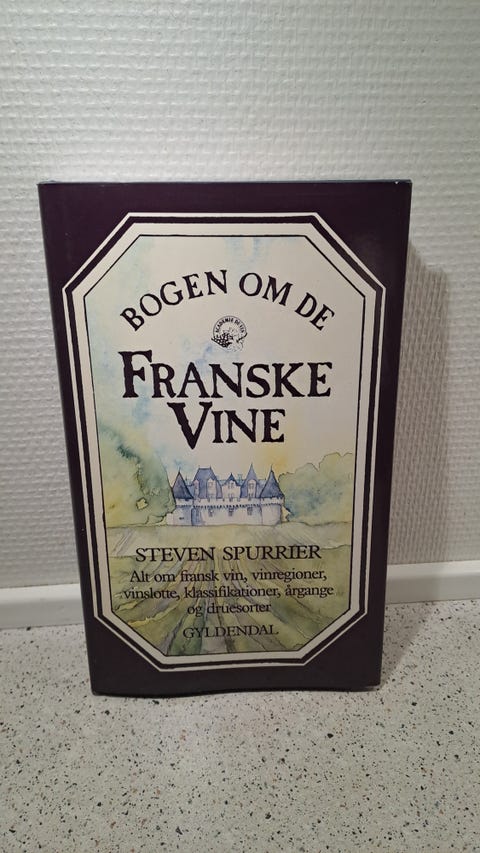 BOGEN OM DE
FRANSKE
VINE
STEVEN SPURRIER
Alt om fransk vin, vinregioner,
vinslotte, klassifikationer, årgange
og druesorter
GYLDENDAL